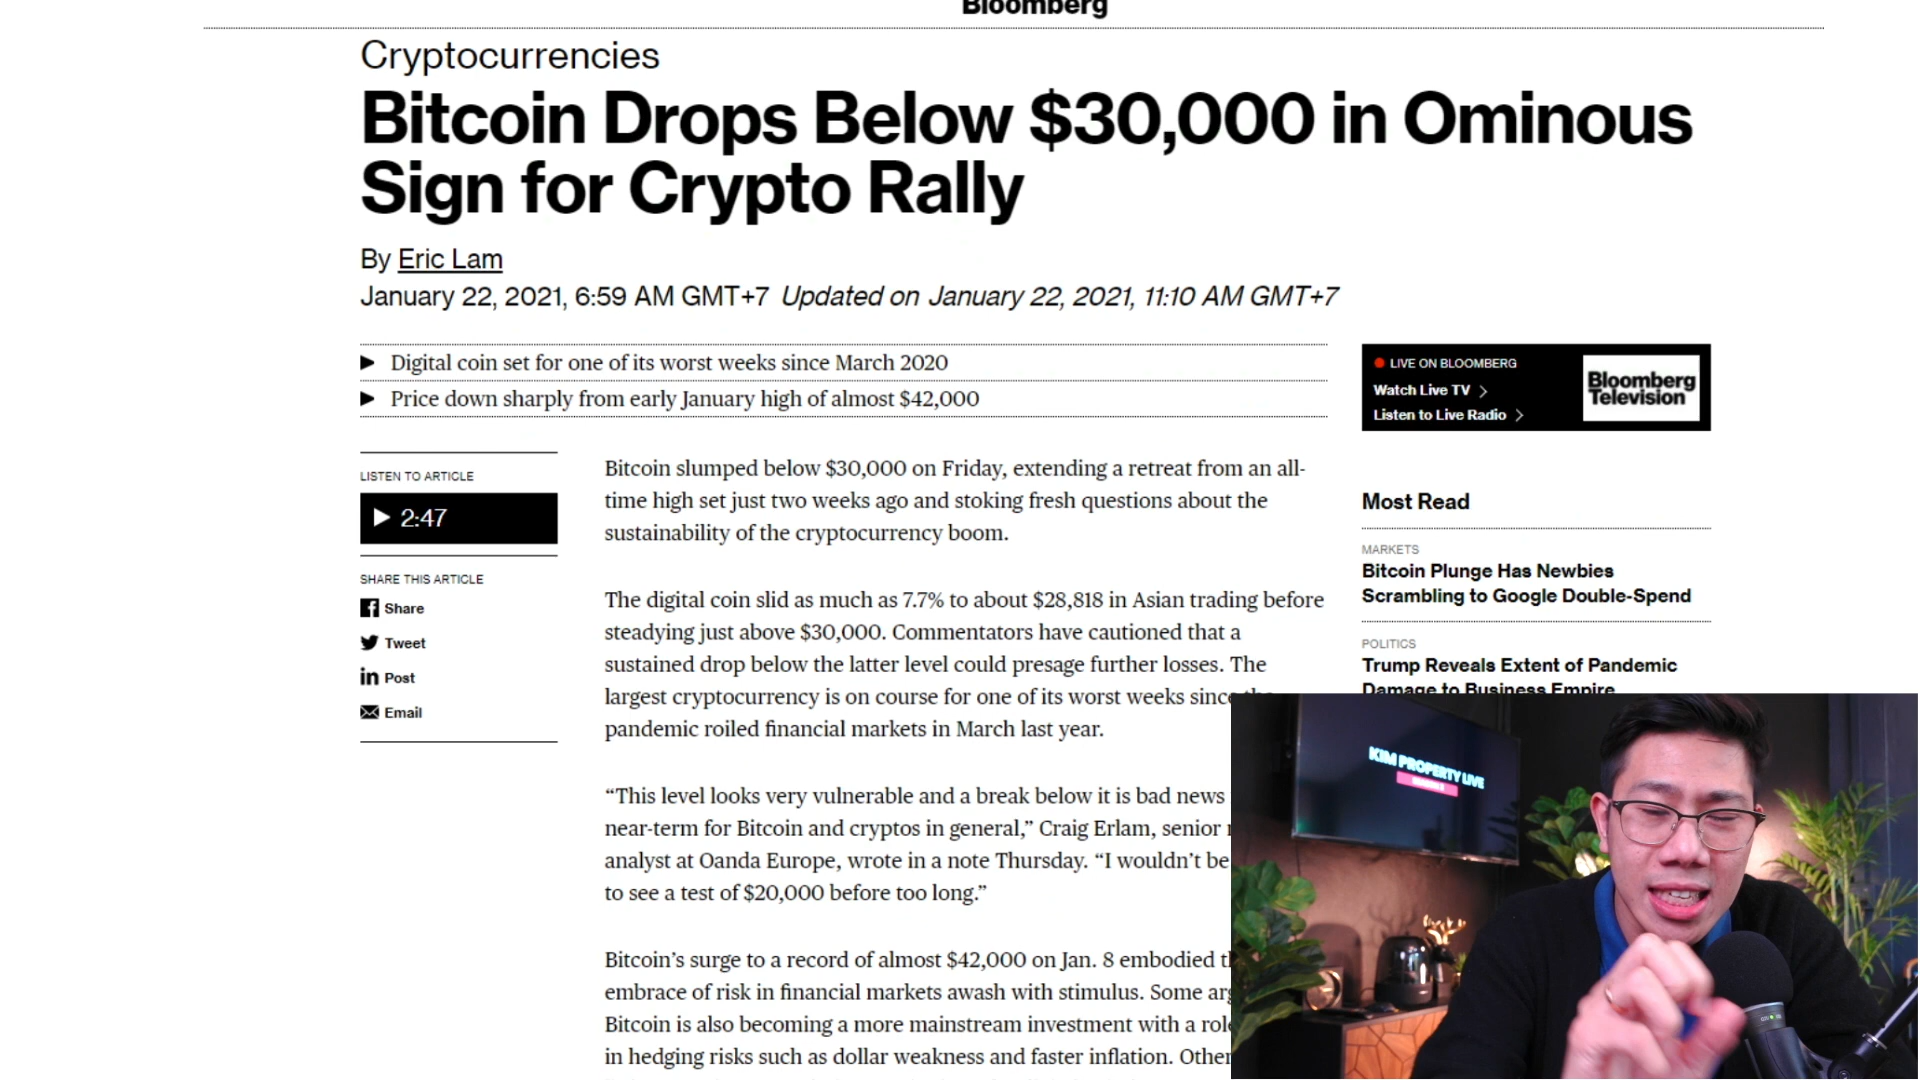 Bloomberg
Cryptocurrencies
Bitcoin Drops Below $30,000 in Ominous
Sign for Crypto Rally
By Eric Lam
January 22, 2021, 6:59 AM GMT+7 Updated on January 22, 2021, 11:10 AM GMT+7
Digital coin set for one of its worst weeks since March 2020
Price down sharply from early January high of almost $42,000
LIVE ON BLOOMBERG
Watch Live TV
Listen to Live Radio
Bloomberg
Television
LISTEN TO ARTICLE
2:47
SHARE THIS ARTICLE
Share
Tweet
Post
Email
Bitcoin slumped below $30,000 on Friday, extending a retreat from an all-
time high set just two weeks ago and stoking fresh questions about the
sustainability of the cryptocurrency boom.
The digital coin slid as much as 7.7% to about $28,818 in Asian trading before
steadying just above $30,000. Commentators have cautioned that a
sustained drop below the latter level could presage further losses. The
largest cryptocurrency is on course for one of its worst weeks since
pandemic roiled financial markets in March last year.
“This level looks very vulnerable and a break below it is bad news
near-term for Bitcoin and cryptos in general,” Craig Erlam, senior
analyst at Oanda Europe, wrote in a note Thursday. “I wouldn’t be
to see a test of $20,000 before too long.”
Bitcoin’s surge to a record of almost $42,000 on Jan. 8 embodied
embrace of risk in financial markets awash with stimulus. Some
Bitcoin is also becoming a more mainstream investment with a
in hedging risks such as dollar weakness and faster inflation.
Most Read
MARKETS
Bitcoin Plunge Has Newbies
Scrambling to Google Double-Spend
POLITICS
Trump Reveals Extent of Pandemic
Damage to Business Empire
KIM PROPERTY LIVE